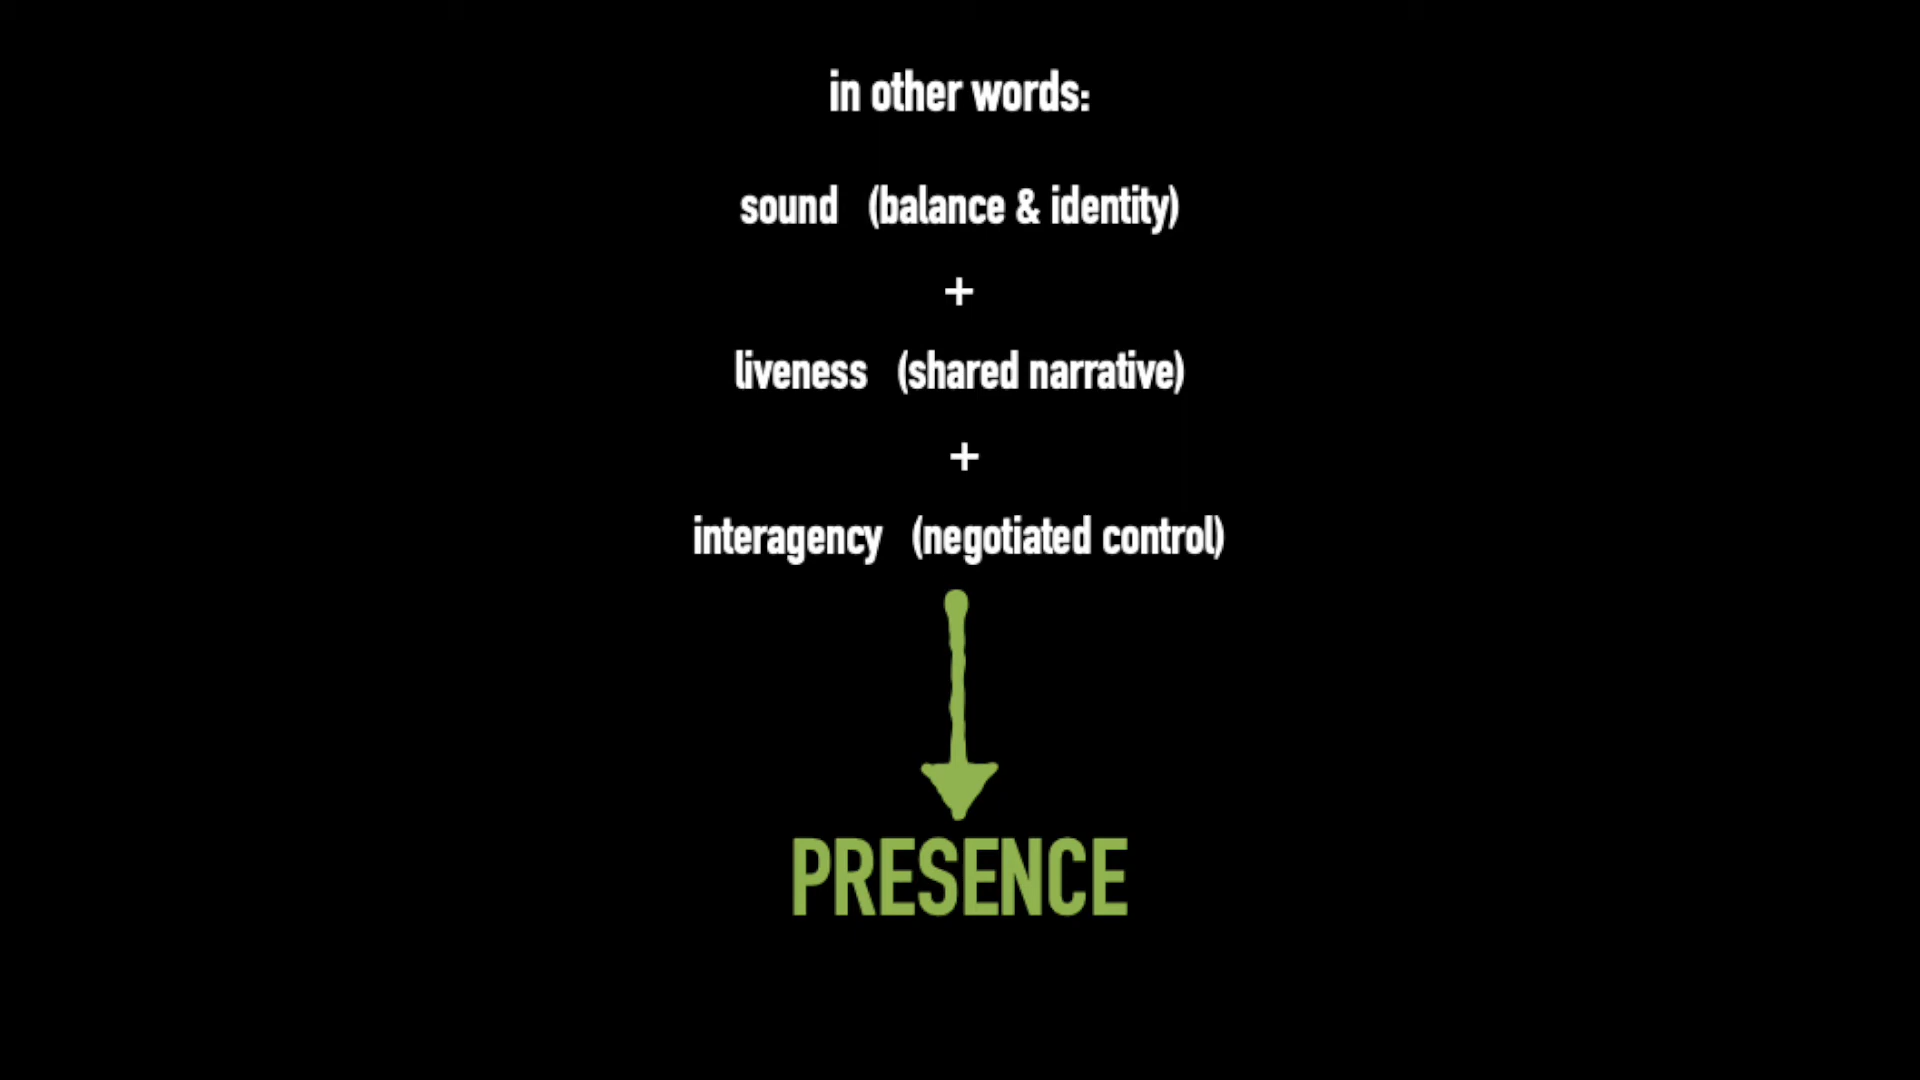 in other words:
sound (balance & identity)
+
liveness (shared narrative)
+
interagency (negotiated control)
PRESENCE